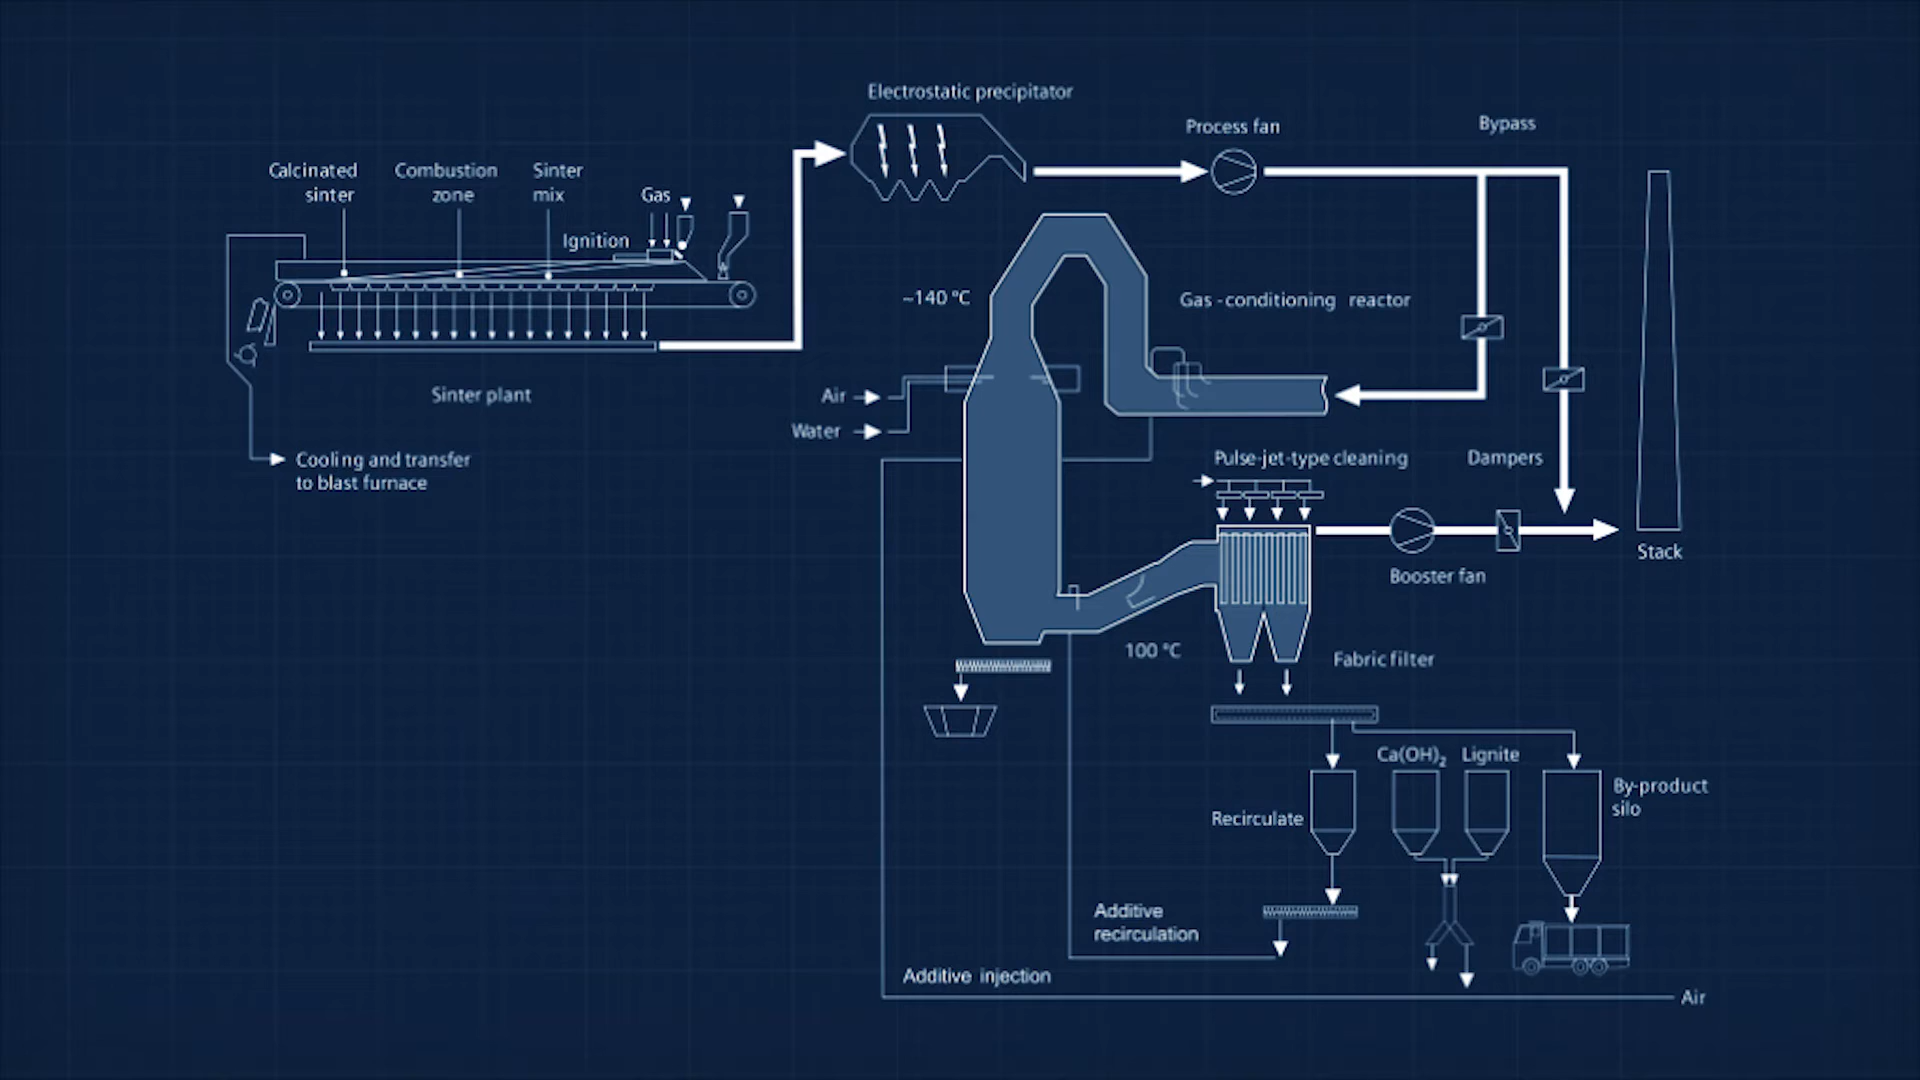 Electrostatic precipitator
Process fan
Bypass
Calcinated
sinter
Combustion
zone
Sinter
mix
Gas
Ignition
~140 °C
Gas-conditioning reactor
Sinter plant
Air
Water
Cooling and transfer
to blast furnace
Pulse-jet-type cleaning
Dampers
Stack
Booster fan
100 °C
Fabric filter
Ca(OH)₂
Lignite
By-product
silo
Recirculate
Additive
recirculation
Additive injection
Air